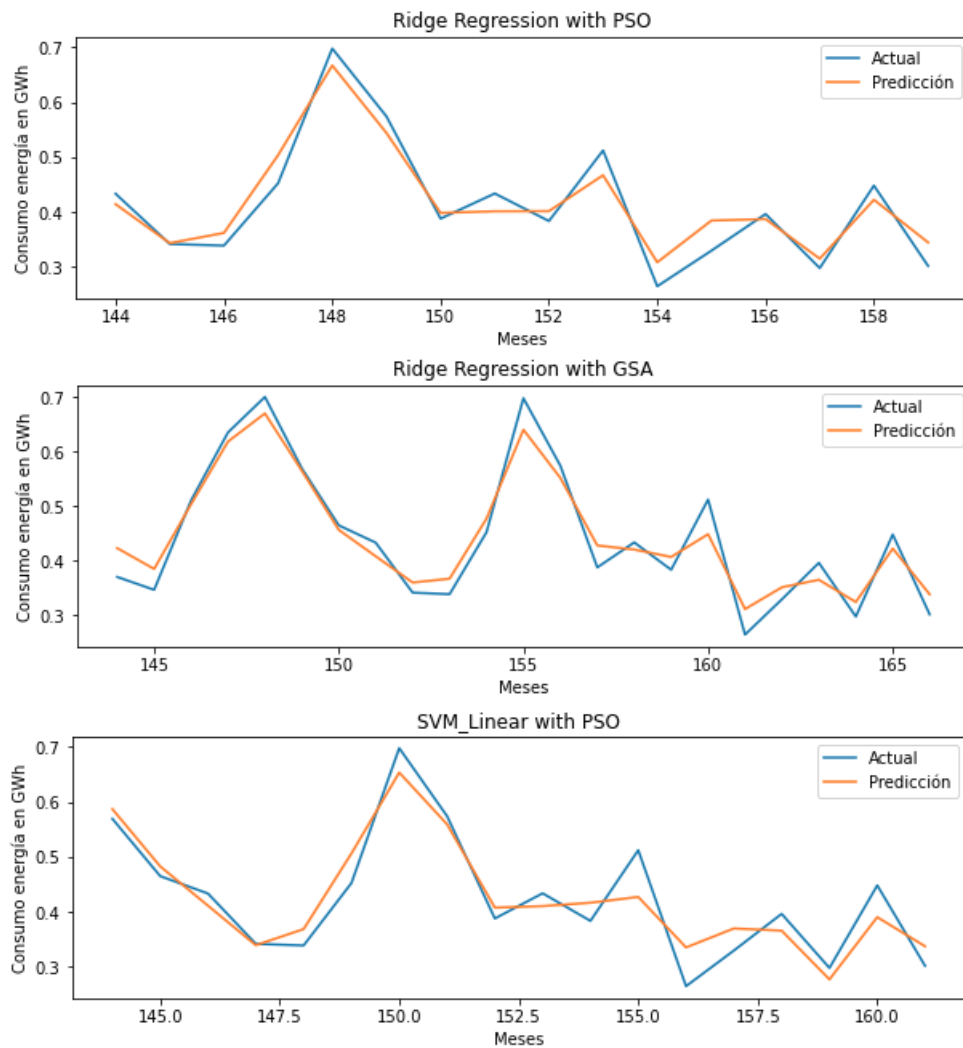 Ridge Regression with PSO
Consumo energía en GWh
0.7
0.6
0.5
0.4
0.3
Actual
Predicción
144 146 148 150 152 154 156 158
Meses
Ridge Regression with GSA
Consumo energía en GWh
0.7
0.6
0.5
0.4
0.3
Actual
Predicción
145 150 155 160 165
Meses
SVM_Linear with PSO
Consumo energía en GWh
0.7
0.6
0.5
0.4
0.3
Actual
Predicción
145.0 147.5 150.0 152.5 155.0 157.5 160.0
Meses